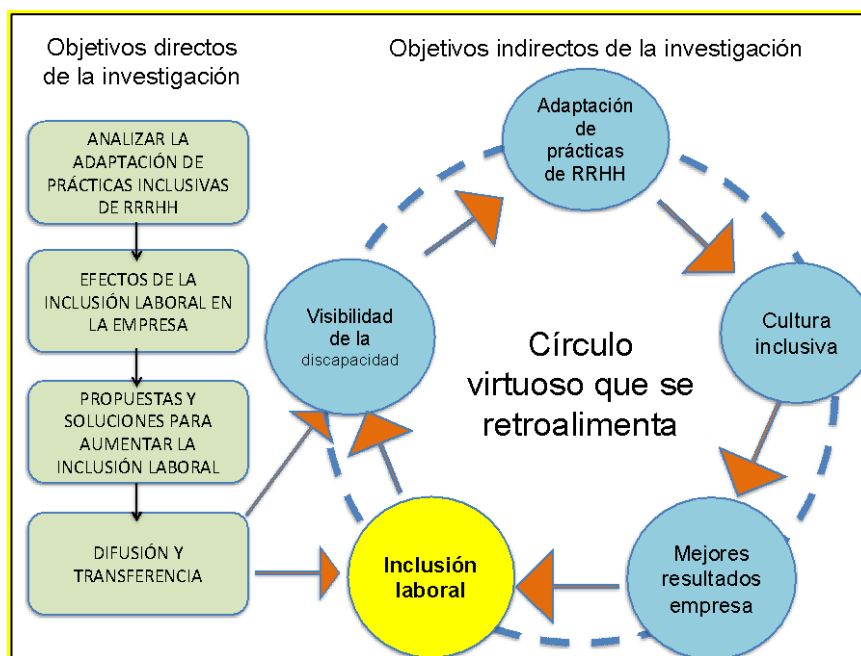 Objetivos directos
de la investigación
ANALIZAR LA
ADAPTACIÓN DE
PRÁCTICAS INCLUSIVAS
DE RRRHH
EFECTOS DE LA
INCLUSIÓN LABORAL EN
LA EMPRESA
PROPUESTAS Y
SOLUCIONES PARA
AUMENTAR LA
INCLUSIÓN LABORAL
DIFUSIÓN Y
TRANSFERENCIA
Objetivos indirectos de la investigación
Adaptación
de
prácticas
de RRHH
Cultura
inclusiva
Mejores
resultados
empresa
Inclusión
laboral
Visibilidad
de la
discapacidad
Círculo
virtuoso que se
retroalimenta